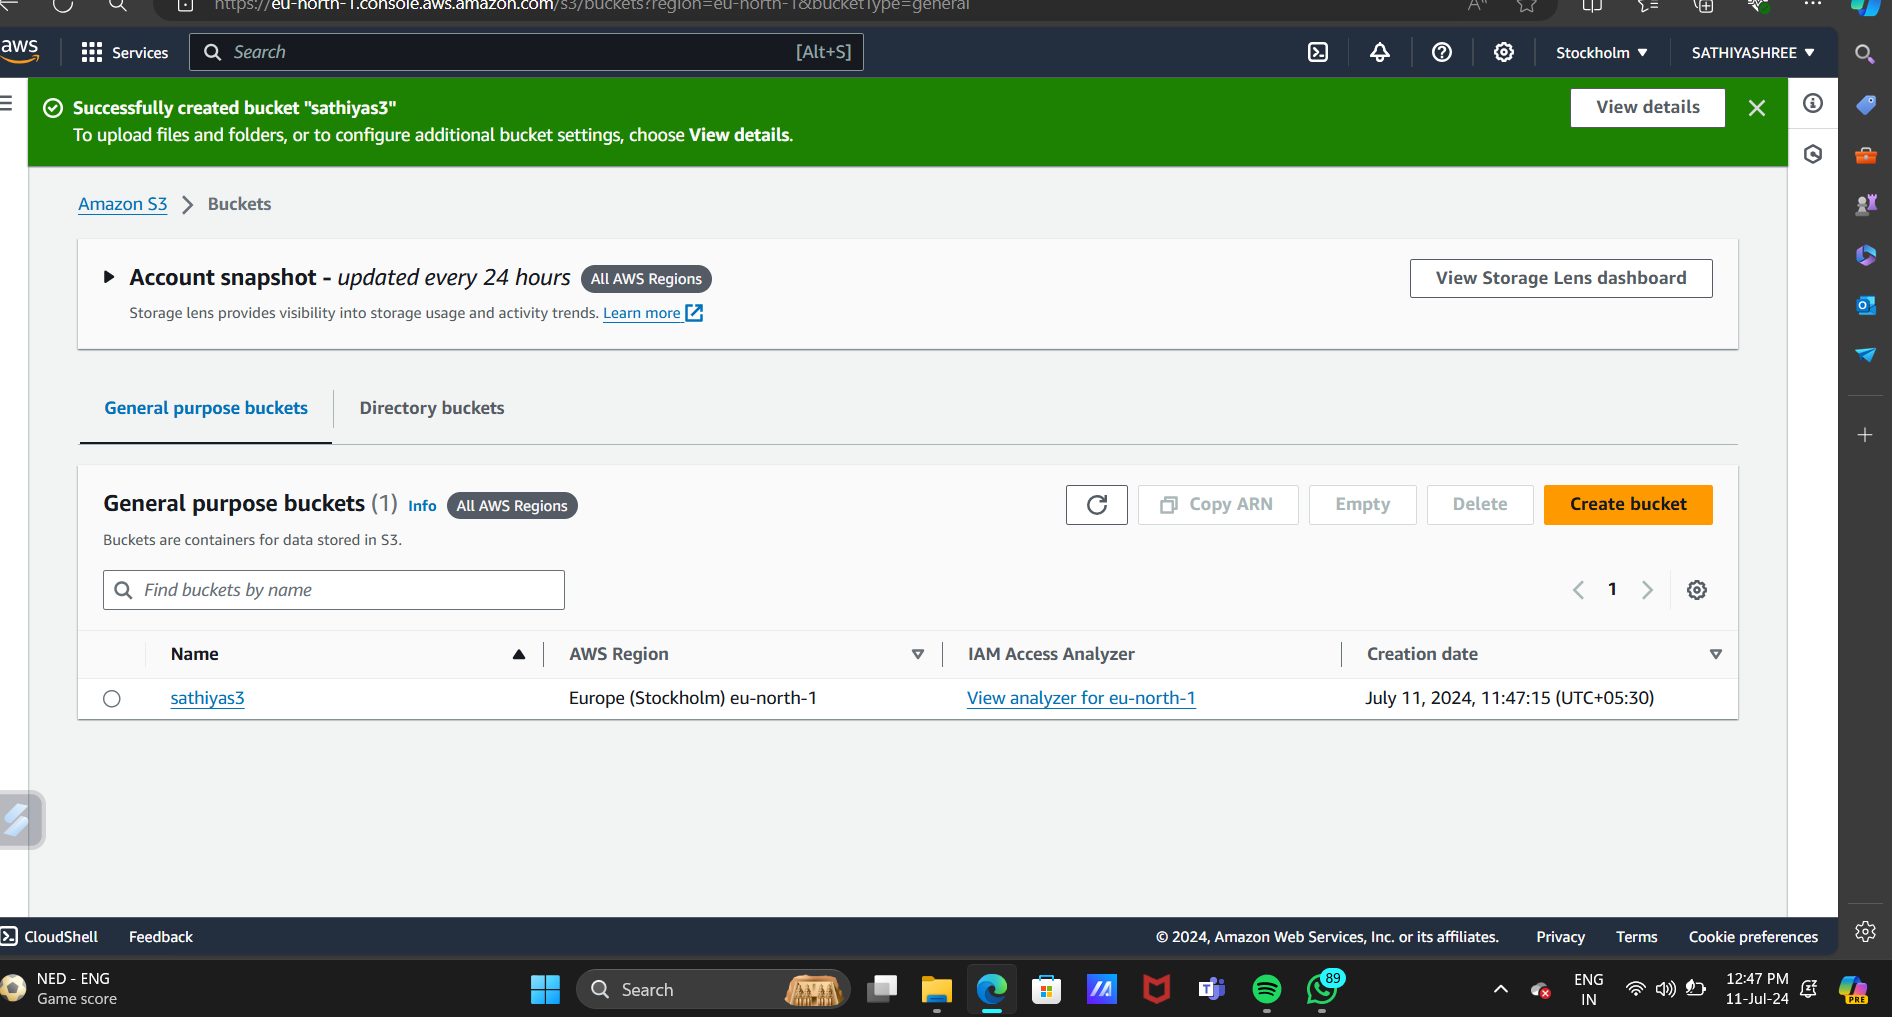 https://eu-north-1.console.aws.amazon.com/s3/buckets?region=eu-north-1&bucketType=general
aws
Services
Search
[Alt+S]
Stockholm
SATHIYASHREE
Successfully created bucket "sathiyas3"
To upload files and folders, or to configure additional bucket settings, choose View details.
View details
Amazon S3
Buckets
Account snapshot - updated every 24 hours
All AWS Regions
View Storage Lens dashboard
Storage lens provides visibility into storage usage and activity trends. Learn more
General purpose buckets
Directory buckets
General purpose buckets (1)
Info
All AWS Regions
Copy ARN
Empty
Delete
Create bucket
Buckets are containers for data stored in S3.
Find buckets by name
1
Name
AWS Region
IAM Access Analyzer
Creation date
sathiyas3
Europe (Stockholm) eu-north-1
View analyzer for eu-north-1
July 11, 2024, 11:47:15 (UTC+05:30)
CloudShell
Feedback
© 2024, Amazon Web Services, Inc. or its affiliates.
Privacy
Terms
Cookie preferences
NED - ENG
Game score
Search
89
ENG
IN
12:47 PM
11-Jul-24
PRE